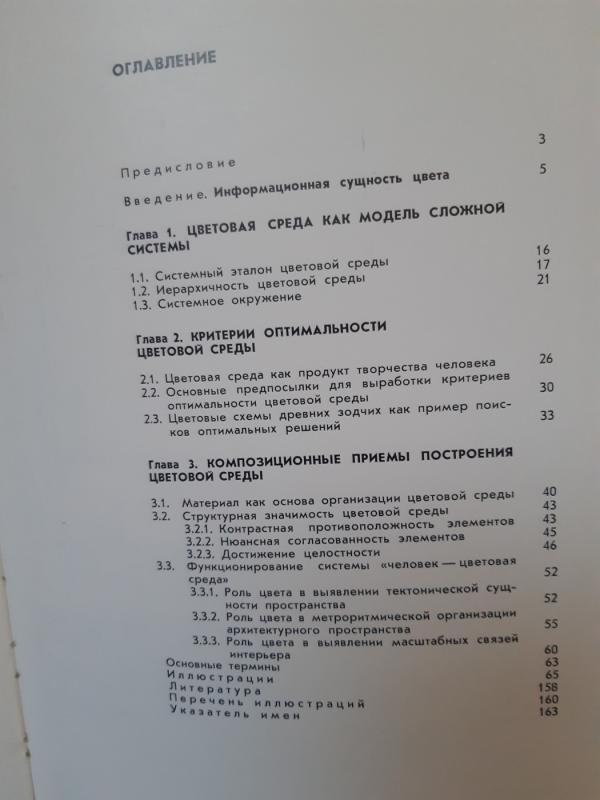 ОГЛАВЛЕНИЕ
Предисловие 3
Введение. Информационная сущность цвета 5
Глава 1. ЦВЕТОВАЯ СРЕДА КАК МОДЕЛЬ СЛОЖНОЙ
СИСТЕМЫ
1.1. Системный эталон цветовой среды 16
1.2. Иерархичность цветовой среды 17
1.3. Системное окружение 21
Глава 2. КРИТЕРИИ ОПТИМАЛЬНОСТИ
ЦВЕТОВОЙ СРЕДЫ
2.1. Цветовая среда как продукт творчества человека 26
2.2. Основные предпосылки для выработки критериев
оптимальности цветовой среды 30
2.3. Цветовые схемы древних зодчих как пример поис-
ков оптимальных решений 33
Глава 3. КОМПОЗИЦИОННЫЕ ПРИЕМЫ ПОСТРОЕНИЯ
ЦВЕТОВОЙ СРЕДЫ
3.1. Материал как основа организации цветовой среды 40
3.2. Структурная значимость цветовой среды 43
3.2.1. Контрастная противоположность элементов 43
3.2.2. Нюансная согласованность элементов 45
3.2.3. Достижение целостности 46
3.3. Функционирование системы «человек — цветовая
среда» 52
3.3.1. Роль цвета в выявлении тектонической сущ-
ности пространства 52
3.3.2. Роль цвета в метроритмической организации
архитектурного пространства 55
3.3.3. Роль цвета в выявлении масштабных связей
интерьера 60
Основные термины 63
Иллюстрации 65
Литература 158
Перечень иллюстраций 160
Указатель имен 163